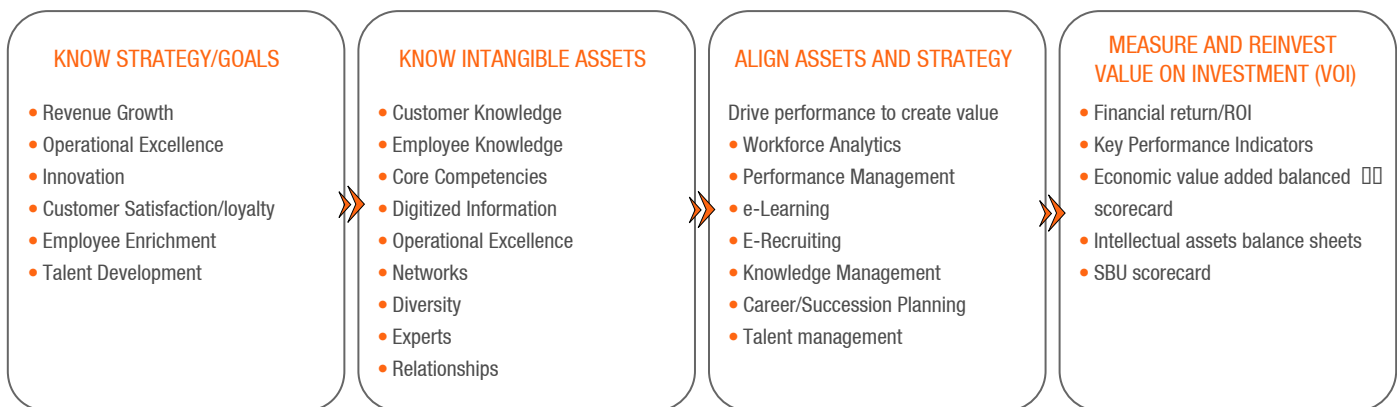 KNOW STRATEGY/GOALS
• Revenue Growth
• Operational Excellence
• Innovation
• Customer Satisfaction/loyalty
• Employee Enrichment
• Talent Development
KNOW INTANGIBLE ASSETS
• Customer Knowledge
• Employee Knowledge
• Core Competencies
• Digitized Information
• Operational Excellence
• Networks
• Diversity
• Experts
• Relationships
ALIGN ASSETS AND STRATEGY
Drive performance to create value
• Workforce Analytics
• Performance Management
• e-Learning
• E-Recruiting
• Knowledge Management
• Career/Succession Planning
• Talent management
MEASURE AND REINVEST
VALUE ON INVESTMENT (VOI)
• Financial return/ROI
• Key Performance Indicators
• Economic value added balanced
scorecard
• Intellectual assets balance sheets
• SBU scorecard